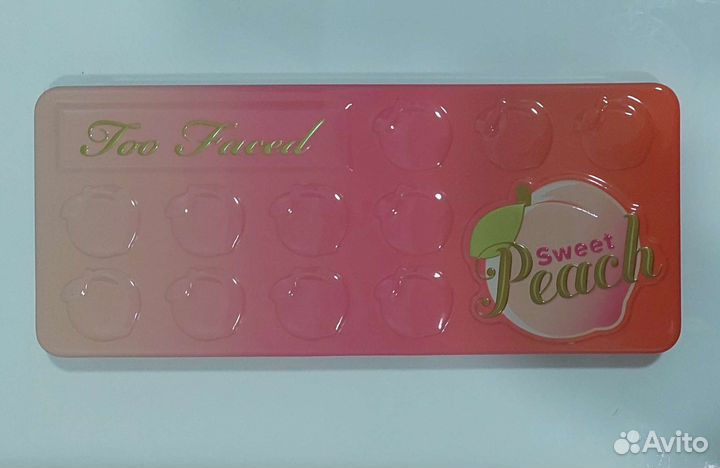 Too Faced
Sweet
Peach
Avito